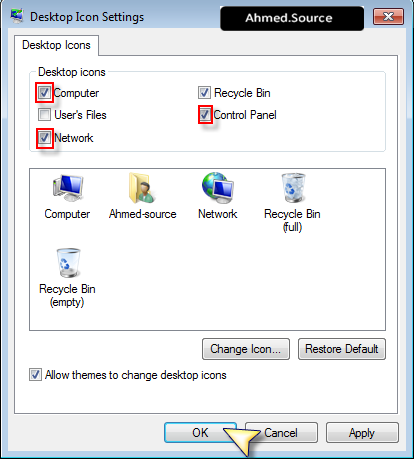 Desktop Icon Settings
Ahmed.Source
Desktop Icons
Desktop icons
Computer
Recycle Bin
User's Files
Control Panel
Network
Computer
Ahmed-source
Network
Recycle Bin
(full)
Recycle Bin
(empty)
Change Icon...
Restore Default
Allow themes to change desktop icons
OK
Cancel
Apply